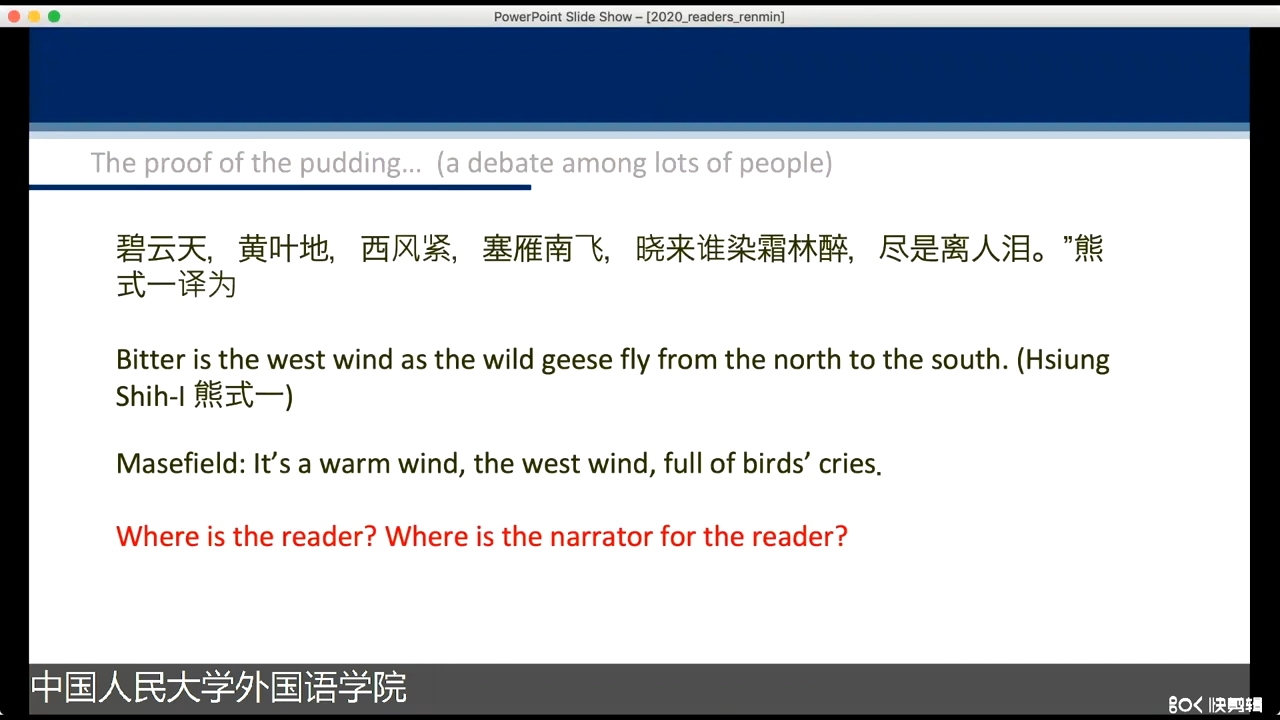 PowerPoint Slide Show – [2020_readers_renmin]
The proof of the pudding… (a debate among lots of people)
碧云天, 黄叶地, 西风紧, 塞雁南飞, 晓来谁染霜林醉, 尽是离人泪。”熊
式一译为
Bitter is the west wind as the wild geese fly from the north to the south. (Hsiung
Shih-I 熊式一)
Masefield: It’s a warm wind, the west wind, full of birds’ cries.
Where is the reader? Where is the narrator for the reader?
中国人民大学外国语学院
快剪辑